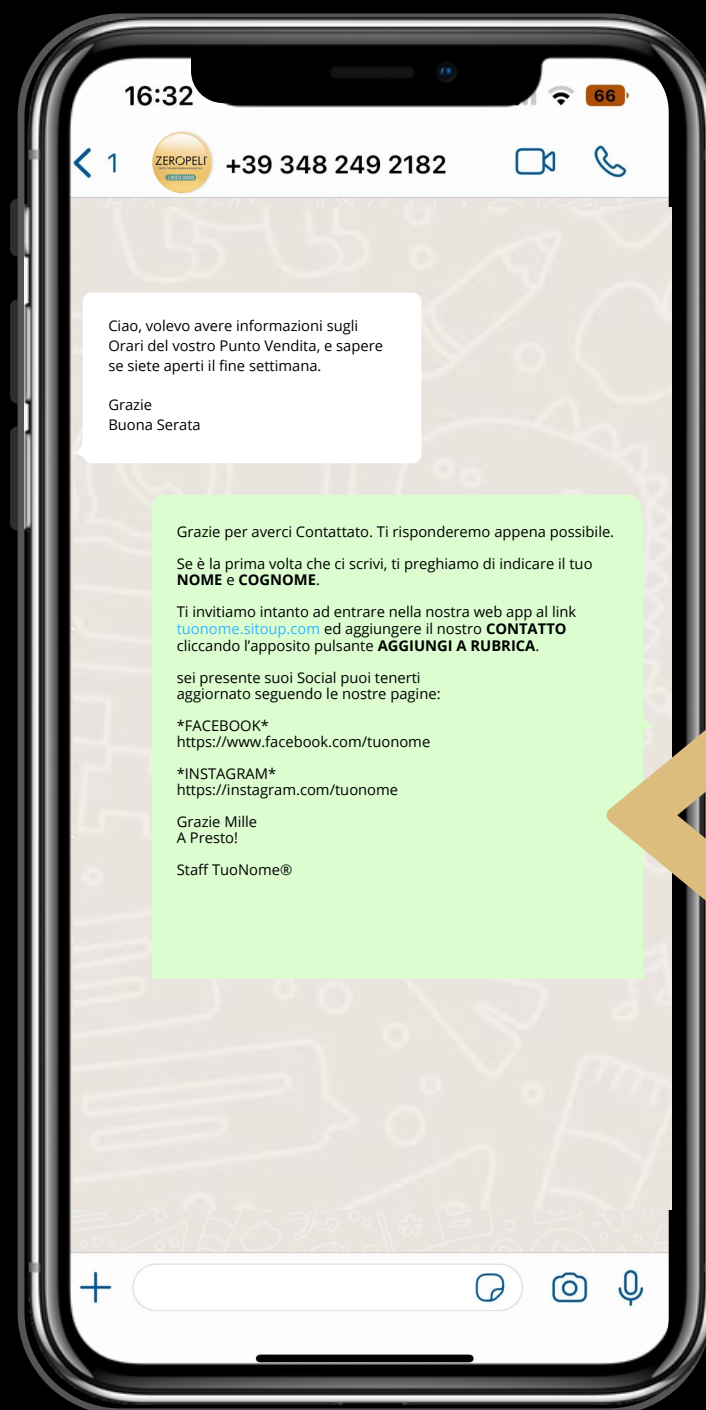 16:32
66
1
ZEROPELI
LASER DIODO
+39 348 249 2182
Ciao, volevo avere informazioni sugli
Orari del vostro Punto Vendita, e sapere
se siete aperti il fine settimana.
Grazie
Buona Serata
Grazie per averci Contattato. Ti risponderemo appena possibile.
Se è la prima volta che ci scrivi, ti preghiamo di indicare il tuo
NOME e COGNOME.
Ti invitiamo intanto ad entrare nella nostra web app al link
tuonome.sitoup.com ed aggiungere il nostro CONTATTO
cliccando l’apposito pulsante AGGIUNGI A RUBRICA.
sei presente suoi Social puoi tenerti
aggiornato seguendo le nostre pagine:
*FACEBOOK*
https://www.facebook.com/tuonome
*INSTAGRAM*
https://instagram.com/tuonome
Grazie Mille
A Presto!
Staff TuoNome®